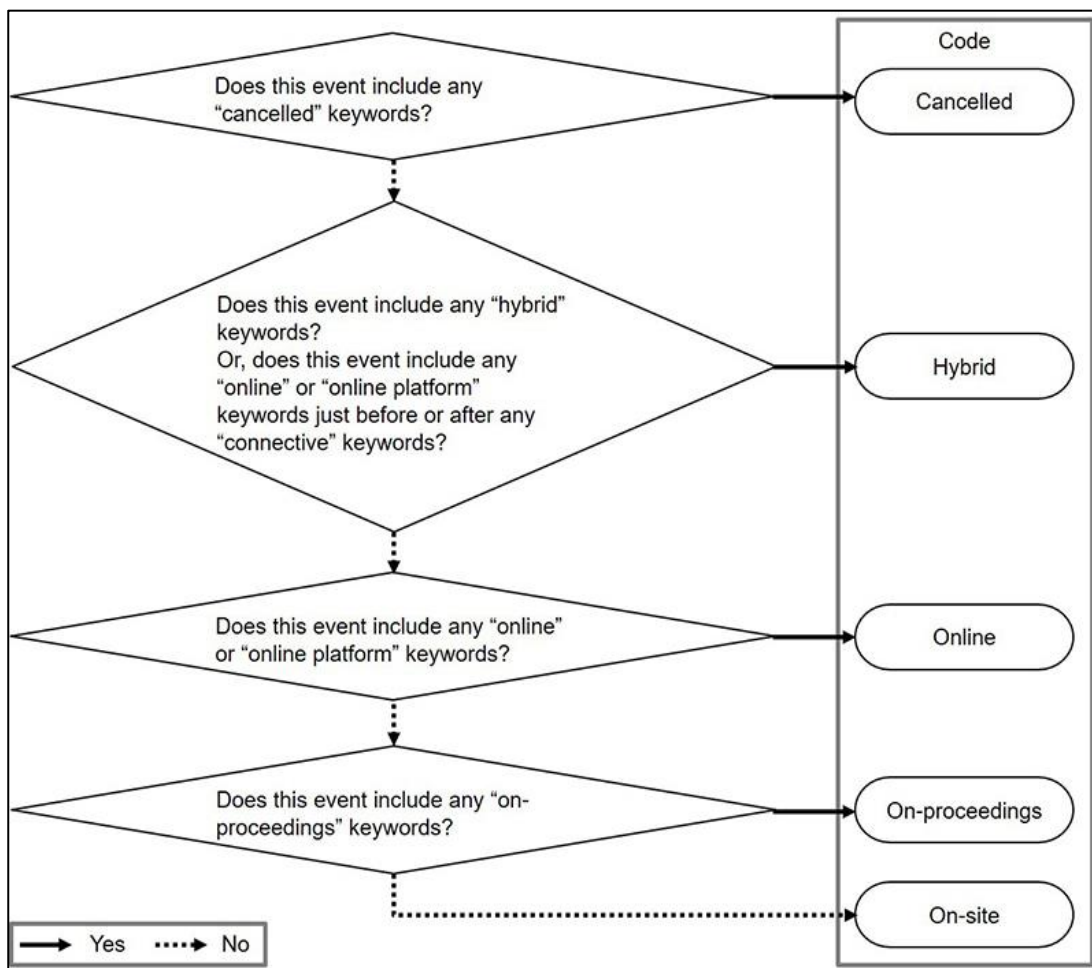 Code
Does this event include any
“cancelled” keywords?
Cancelled
Does this event include any “hybrid”
keywords?
Or, does this event include any
“online” or “online platform”
keywords just before or after any
“connective” keywords?
Hybrid
Does this event include any “online”
or “online platform” keywords?
Online
Does this event include any “on-
proceedings” keywords?
On-proceedings
On-site
Yes
No